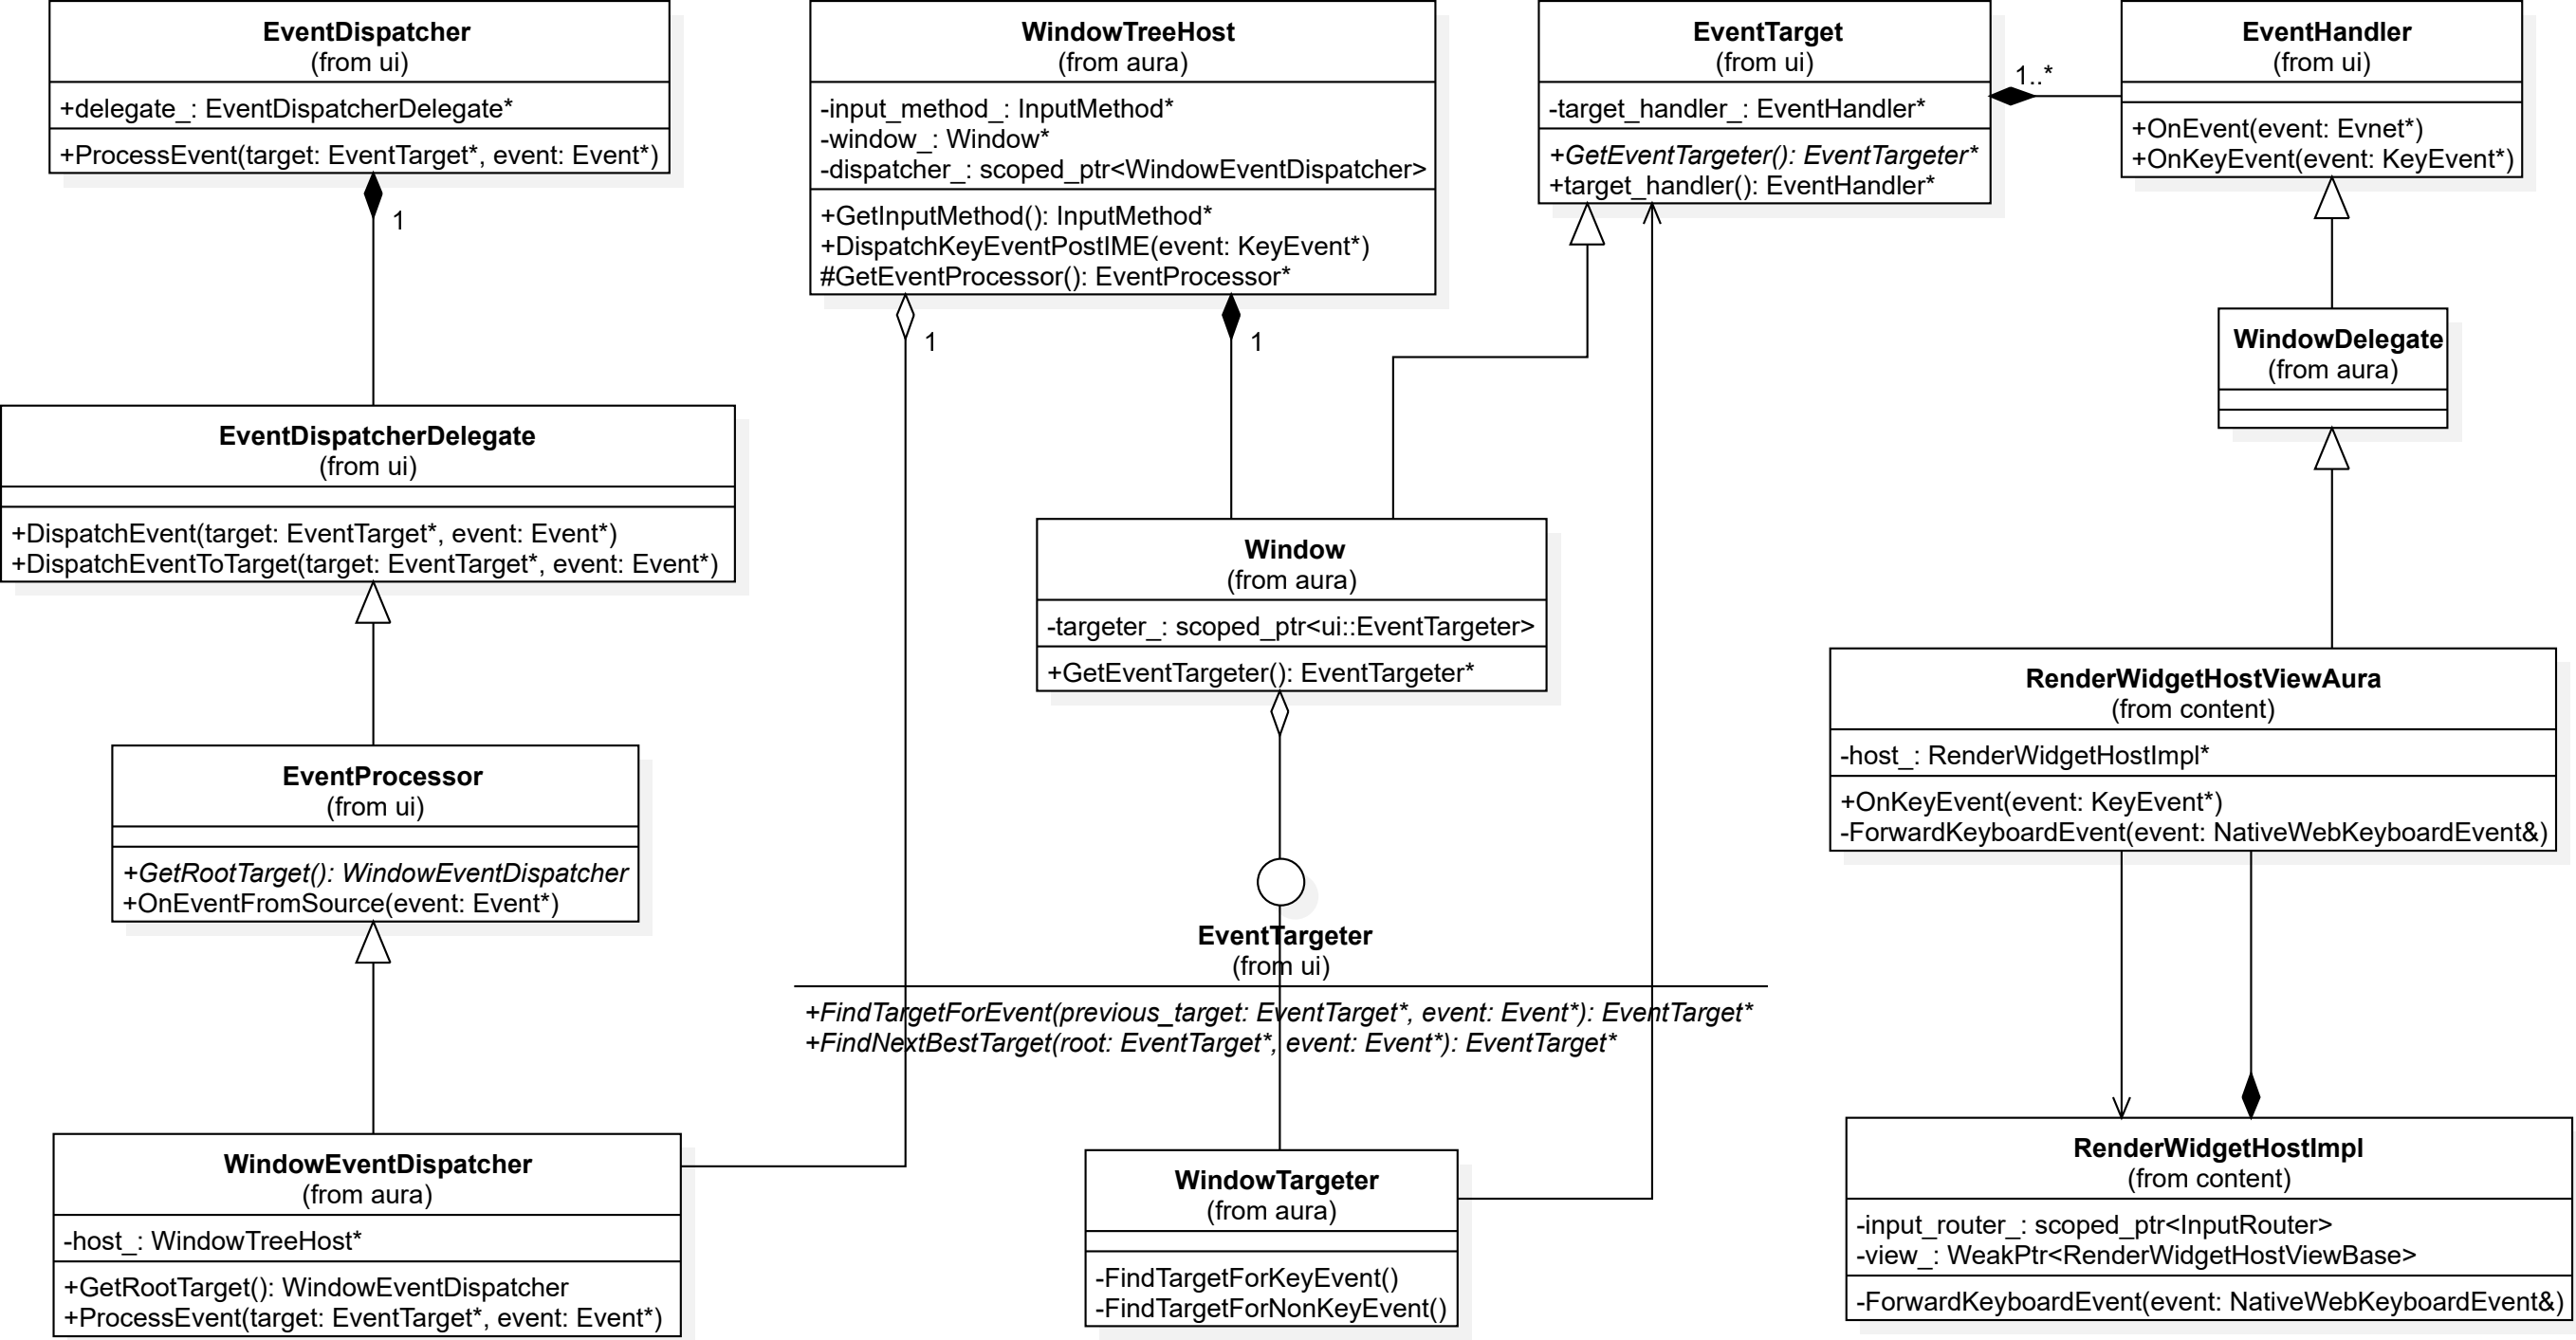 EventDispatcher
(from ui)
+delegate_: EventDispatcherDelegate*
+ProcessEvent(target: EventTarget*, event: Event*)
1
EventDispatcherDelegate
(from ui)
+DispatchEvent(target: EventTarget*, event: Event*)
+DispatchEventToTarget(target: EventTarget*, event: Event*)
EventProcessor
(from ui)
+GetRootTarget(): WindowEventDispatcher
+OnEventFromSource(event: Event*)
WindowEventDispatcher
(from aura)
-host_: WindowTreeHost*
+GetRootTarget(): WindowEventDispatcher
+ProcessEvent(target: EventTarget*, event: Event*)
WindowTreeHost
(from aura)
-input_method_: InputMethod*
-window_: Window*
-dispatcher_: scoped_ptr<WindowEventDispatcher>
+GetInputMethod(): InputMethod*
+DispatchKeyEventPostIME(event: KeyEvent*)
#GetEventProcessor(): EventProcessor*
1
1
Window
(from aura)
-targeter_: scoped_ptr<ui::EventTargeter>
+GetEventTargeter(): EventTargeter*
EventTargeter
(from ui)
+FindTargetForEvent(previous_target: EventTarget*, event: Event*): EventTarget*
+FindNextBestTarget(root: EventTarget*, event: Event*): EventTarget*
WindowTargeter
(from aura)
-FindTargetForKeyEvent()
-FindTargetForNonKeyEvent()
EventTarget
(from ui)
-target_handler_: EventHandler*
+GetEventTargeter(): EventTargeter*
+target_handler(): EventHandler*
1..*
EventHandler
(from ui)
+OnEvent(event: Evnet*)
+OnKeyEvent(event: KeyEvent*)
WindowDelegate
(from aura)
RenderWidgetHostViewAura
(from content)
-host_: RenderWidgetHostImpl*
+OnKeyEvent(event: KeyEvent*)
-ForwardKeyboardEvent(event: NativeWebKeyboardEvent&)
RenderWidgetHostImpl
(from content)
-input_router_: scoped_ptr<InputRouter>
-view_: WeakPtr<RenderWidgetHostViewBase>
-ForwardKeyboardEvent(event: NativeWebKeyboardEvent&)